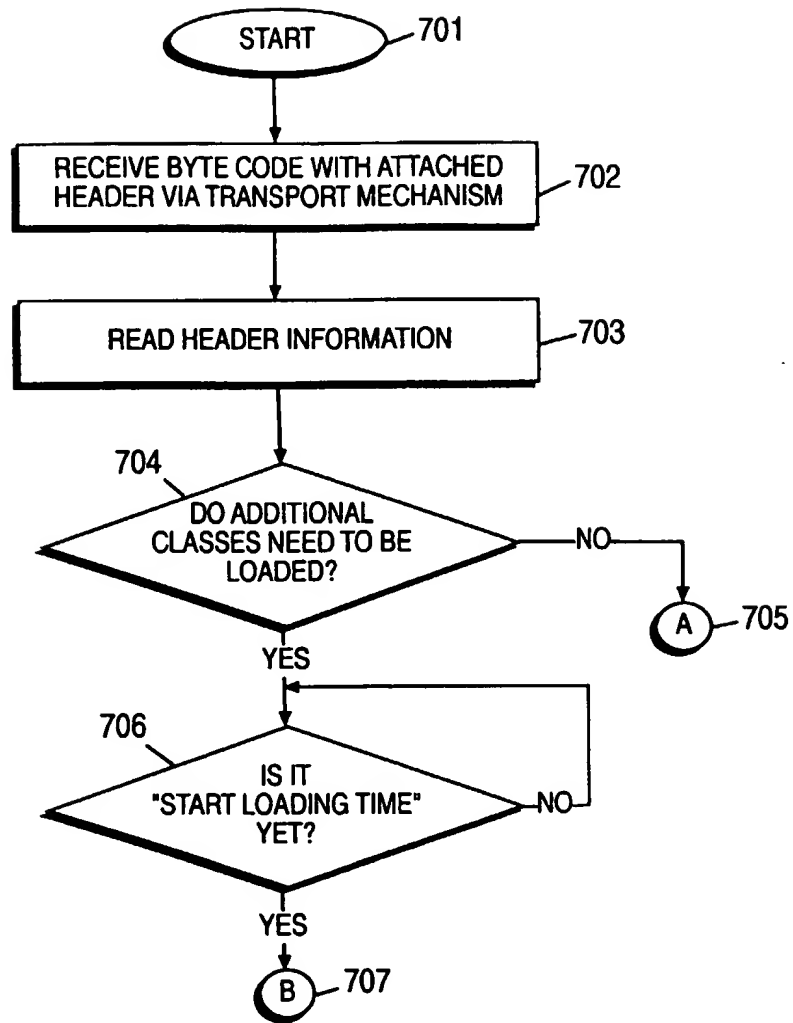 START
701
RECEIVE BYTE CODE WITH ATTACHED
HEADER VIA TRANSPORT MECHANISM
702
READ HEADER INFORMATION
703
704
DO ADDITIONAL
CLASSES NEED TO BE
LOADED?
NO
A
705
YES
706
IS IT
"START LOADING TIME"
YET?
NO
YES
B
707